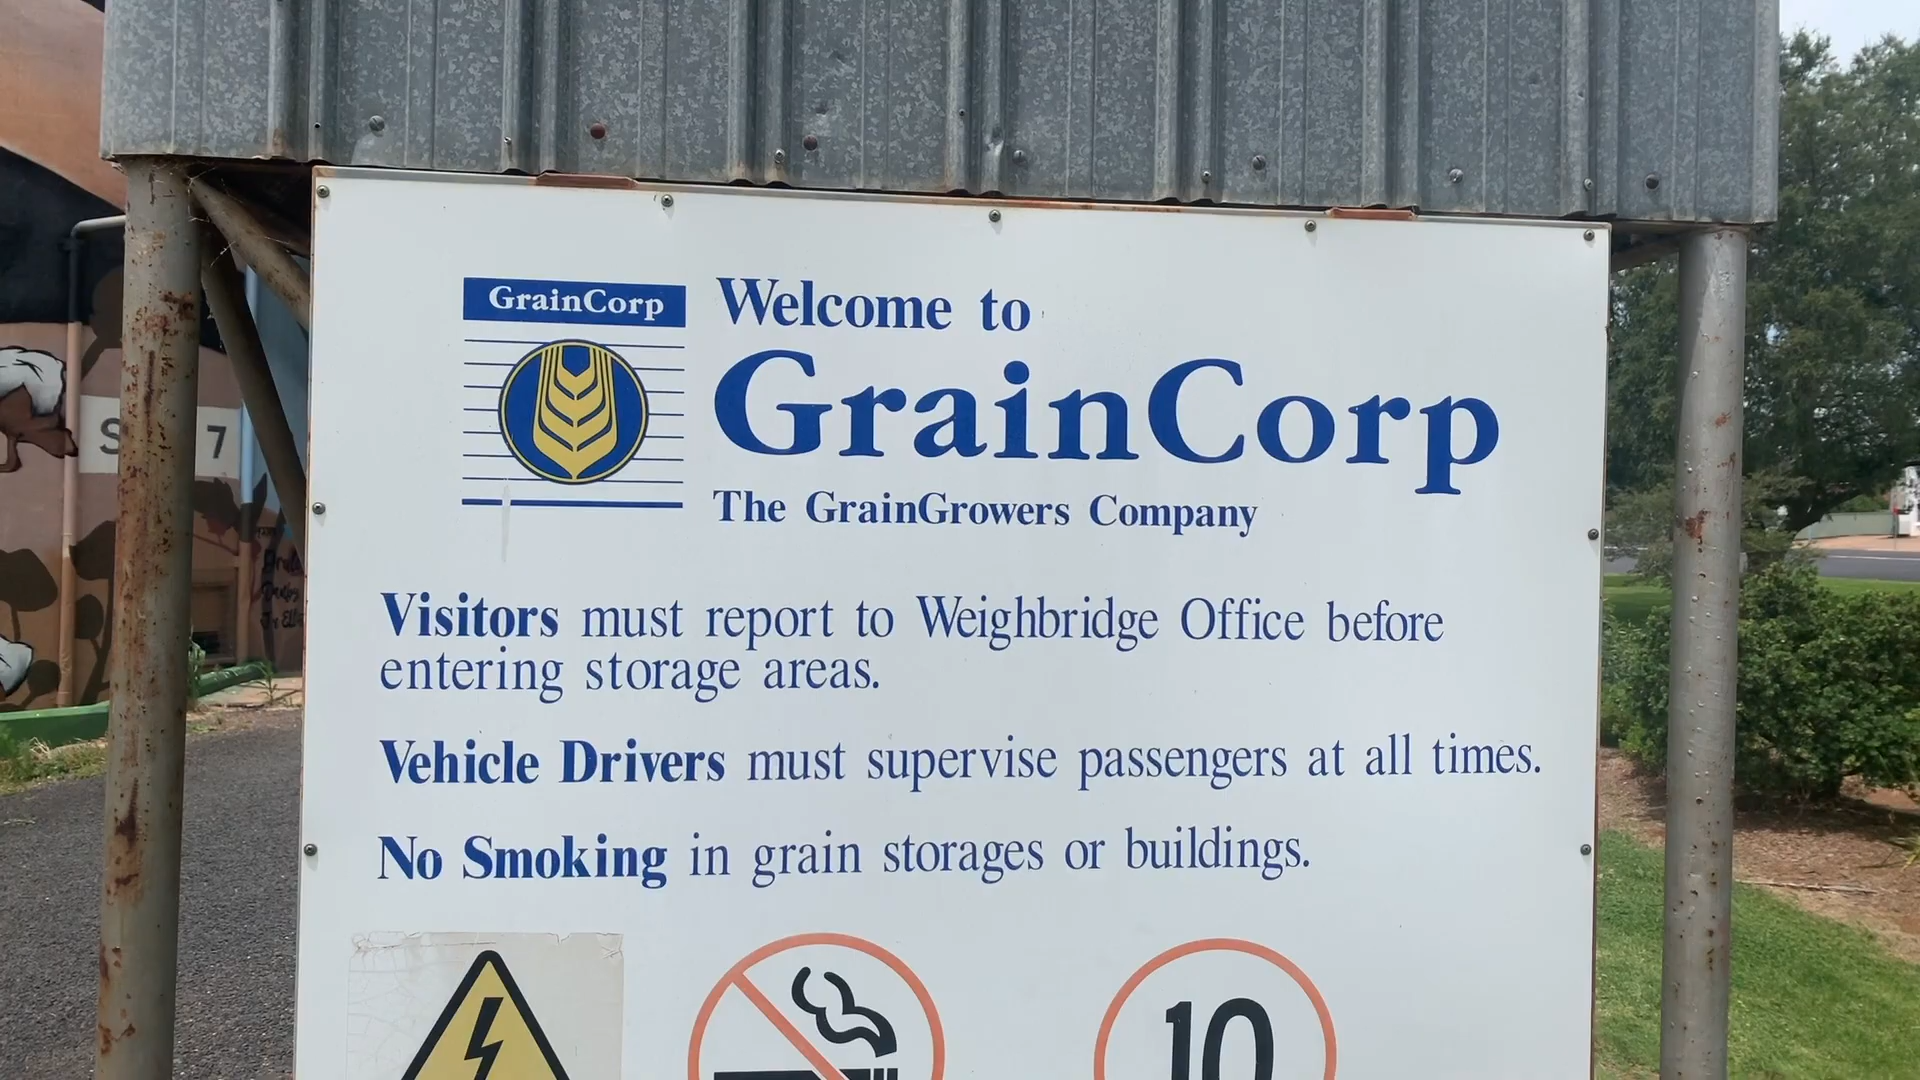 GrainCorp
Welcome to
GrainCorp
The GrainGrowers Company
Visitors must report to Weighbridge Office before
entering storage areas.
Vehicle Drivers must supervise passengers at all times.
No Smoking in grain storages or buildings.
10
S
7